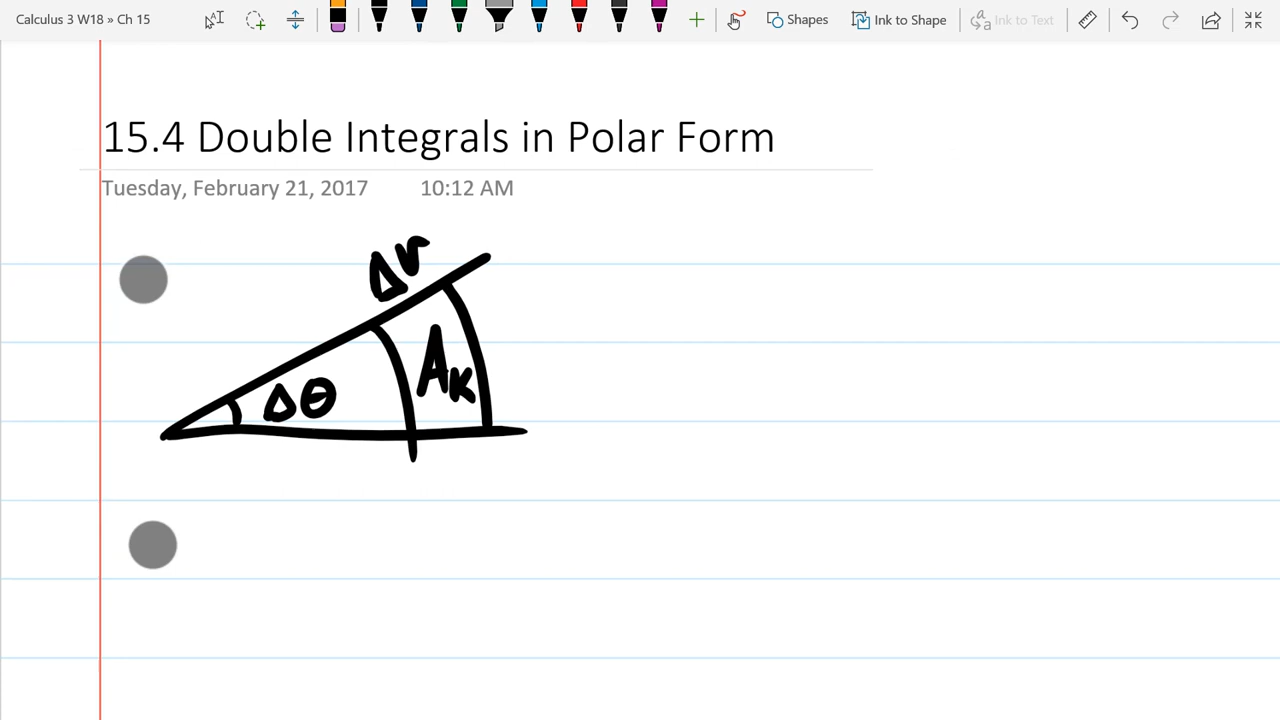 Calculus 3 W18 » Ch 15
Shapes
Ink to Shape
Ink to Text
15.4 Double Integrals in Polar Form
Tuesday, February 21, 2017 10:12 AM
Δr
Δθ
A_K